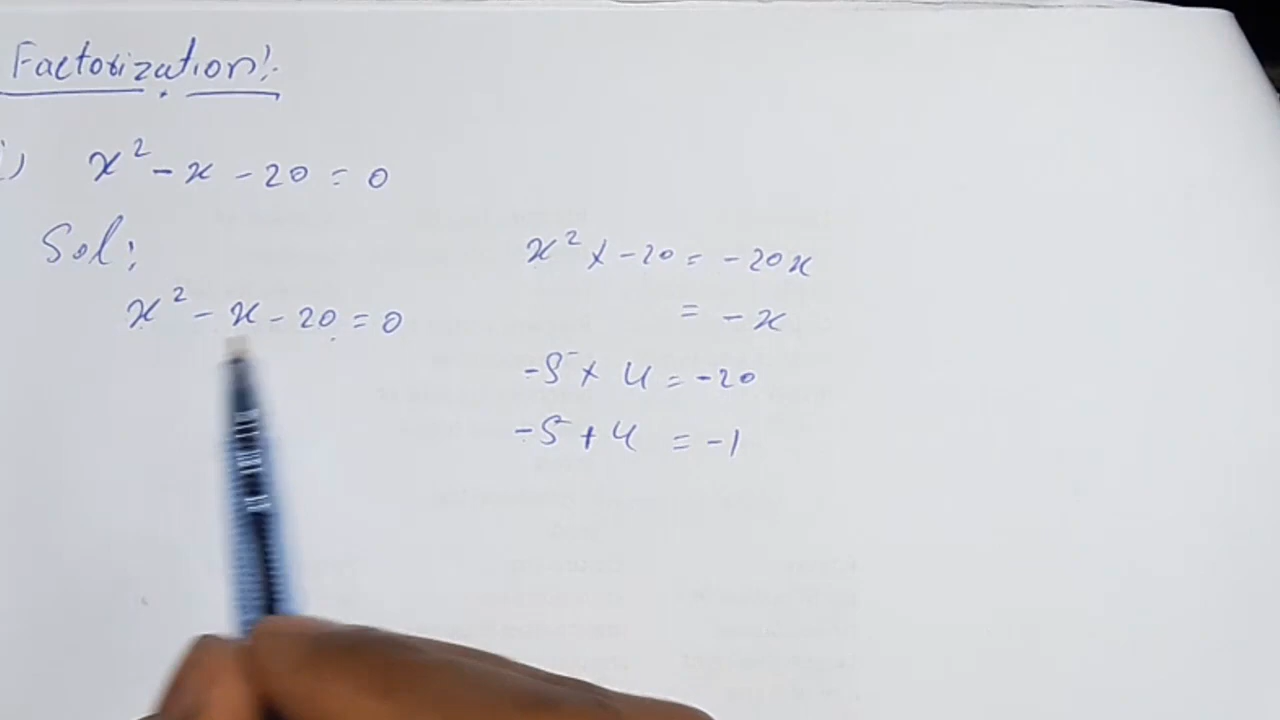 Factorization:
i) x² - x - 20 = 0
Sol:
x² - x - 20 = 0
x² × -20 = -20x
= -x
-5 × 4 = -20
-5 + 4 = -1